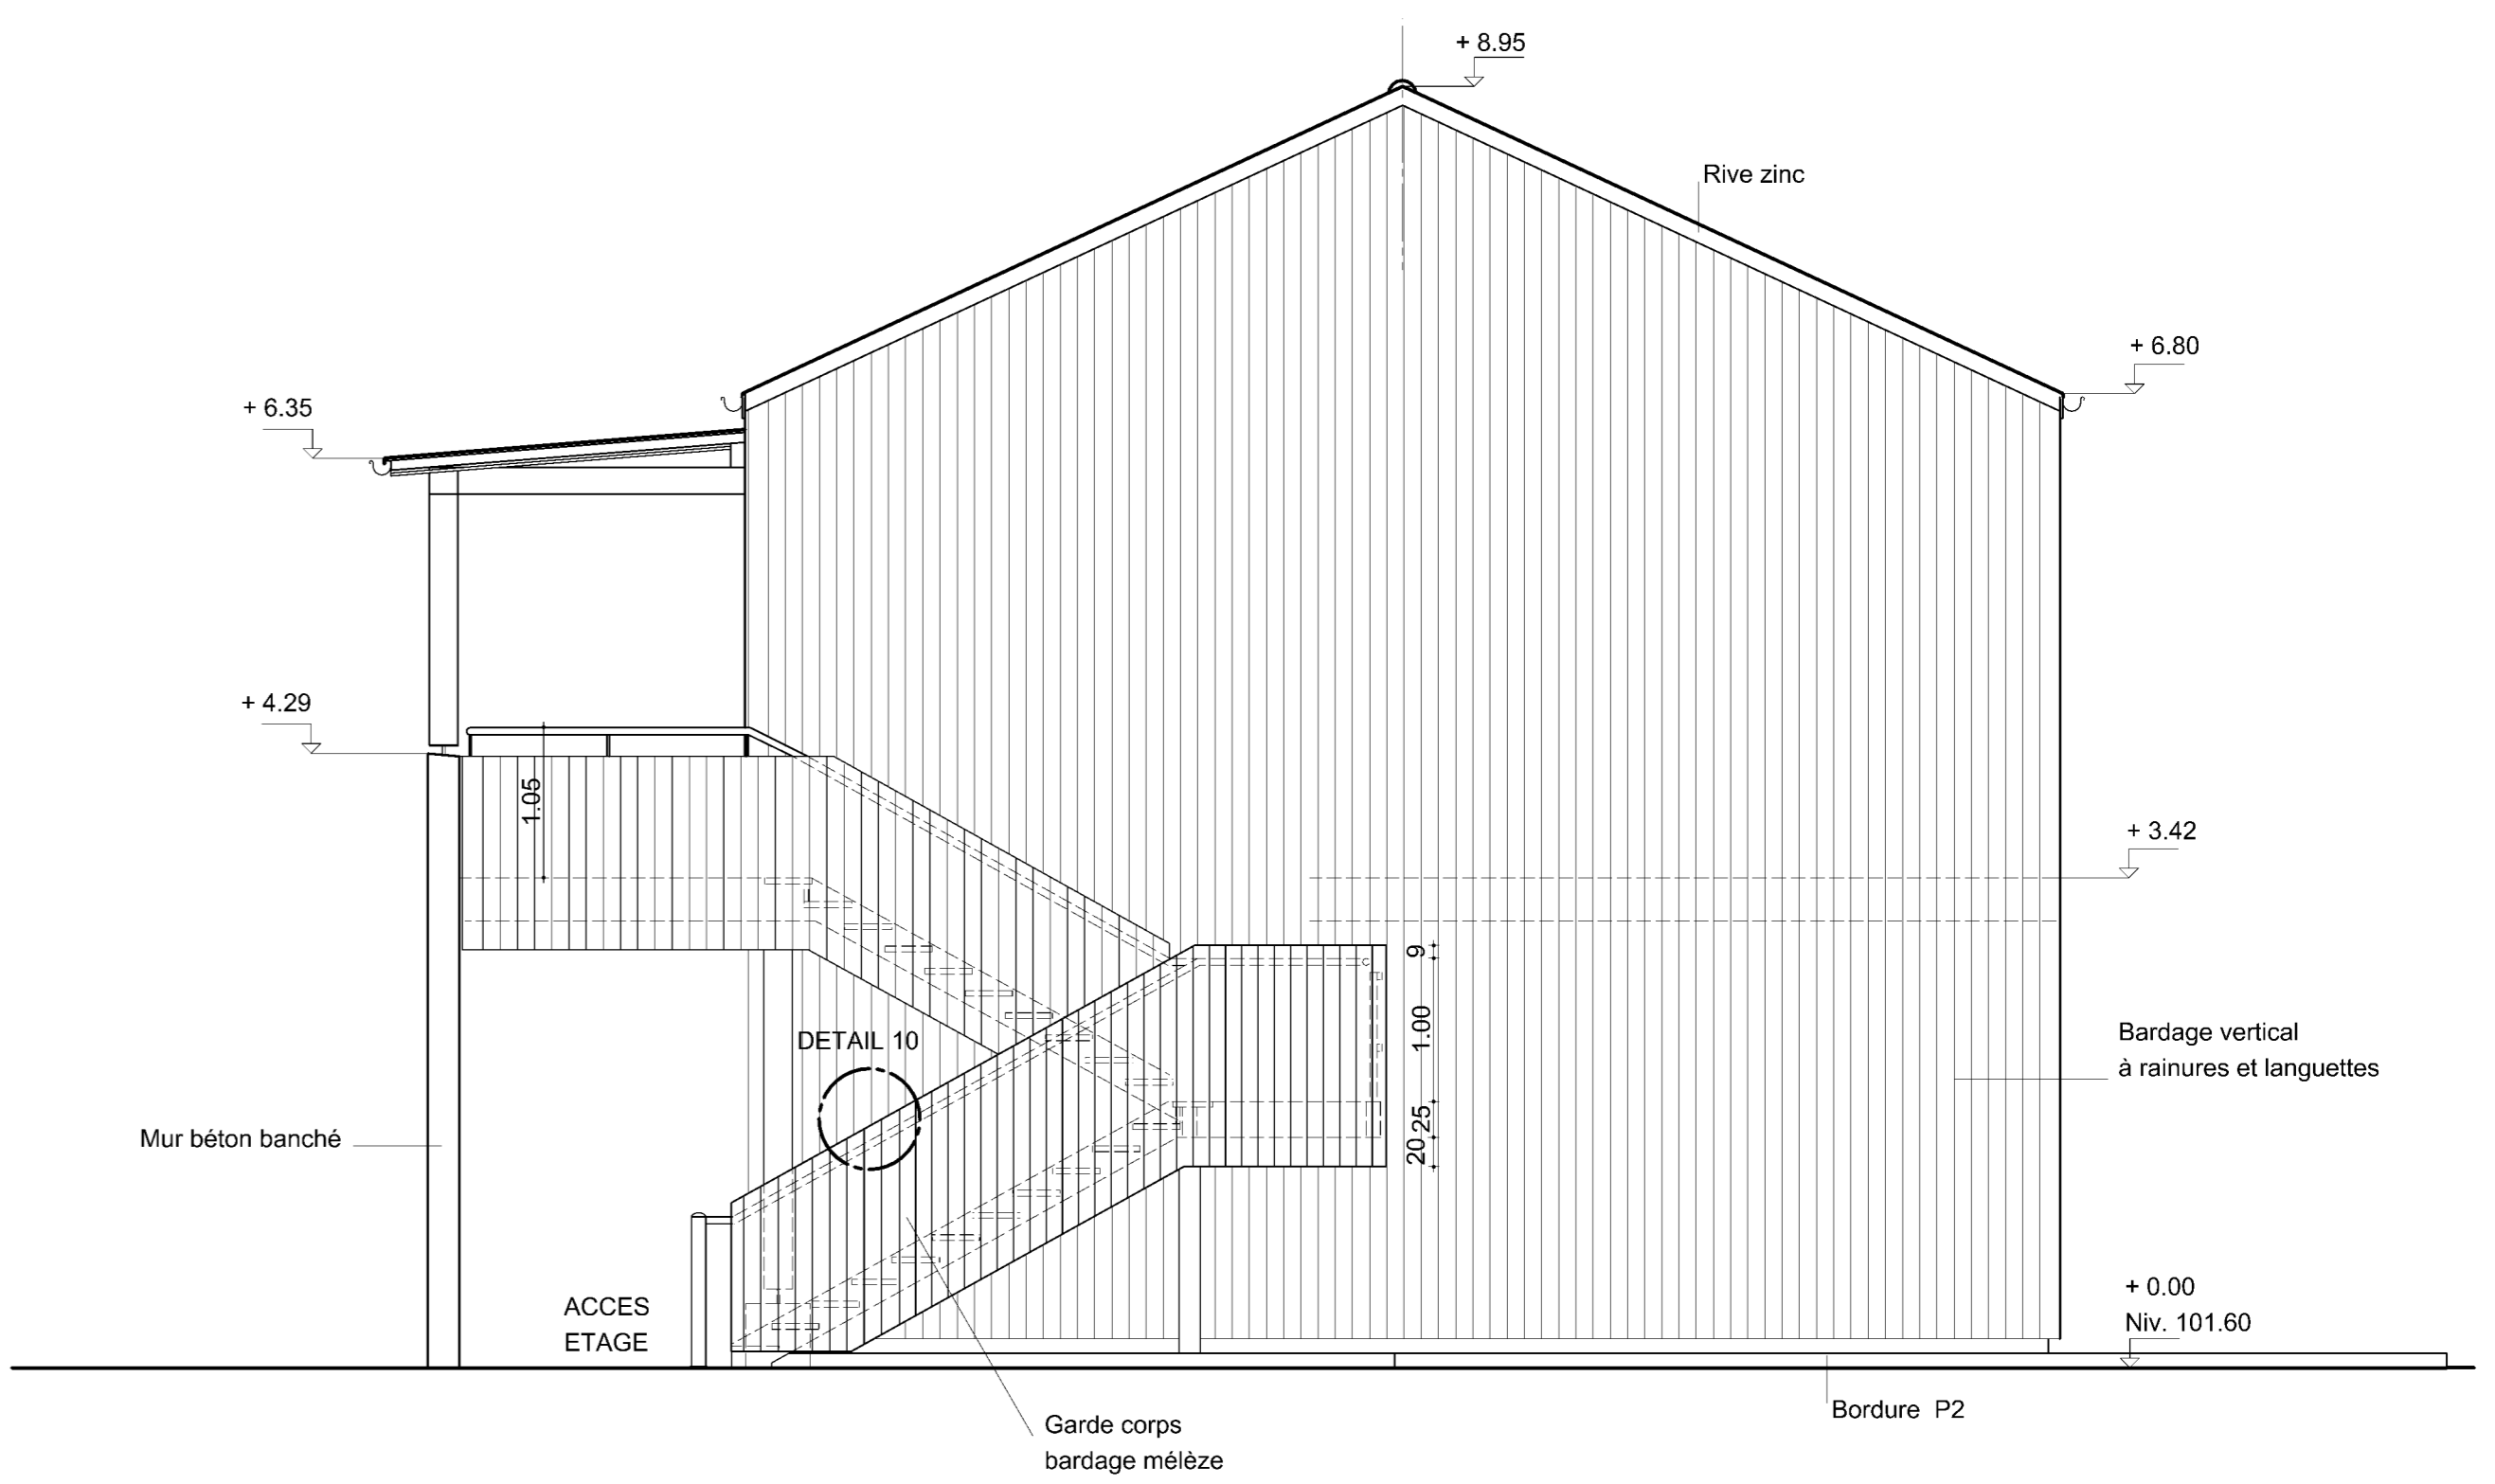 + 8.95
Rive zinc
+ 6.80
+ 6.35
+ 4.29
1.05
+ 3.42
9
1.00
25
20
DETAIL 10
Bardage vertical
à rainures et languettes
Mur béton banché
ACCES
ETAGE
+ 0.00
Niv. 101.60
Bordure P2
Garde corps
bardage mélèze